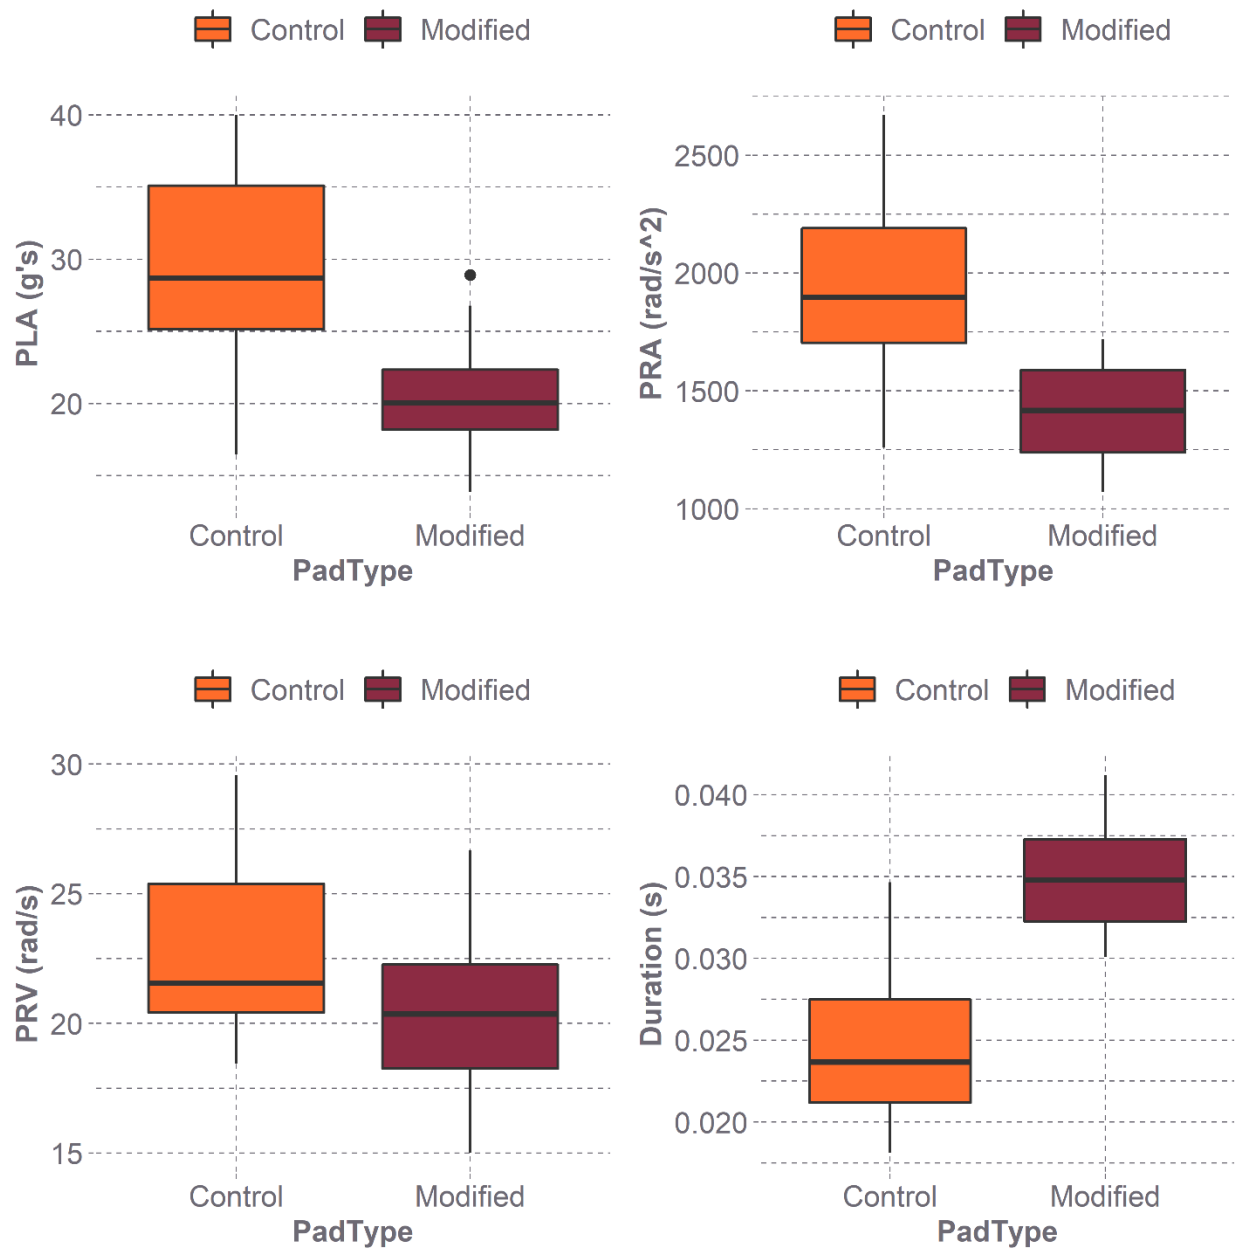 Control Modified
PLA (g's)
40
30
20
Control Modified
PadType
Control Modified
PRA (rad/s^2)
2500
2000
1500
1000
Control Modified
PadType
Control Modified
PRV (rad/s)
30
25
20
15
Control Modified
PadType
Control Modified
Duration (s)
0.040
0.035
0.030
0.025
0.020
Control Modified
PadType